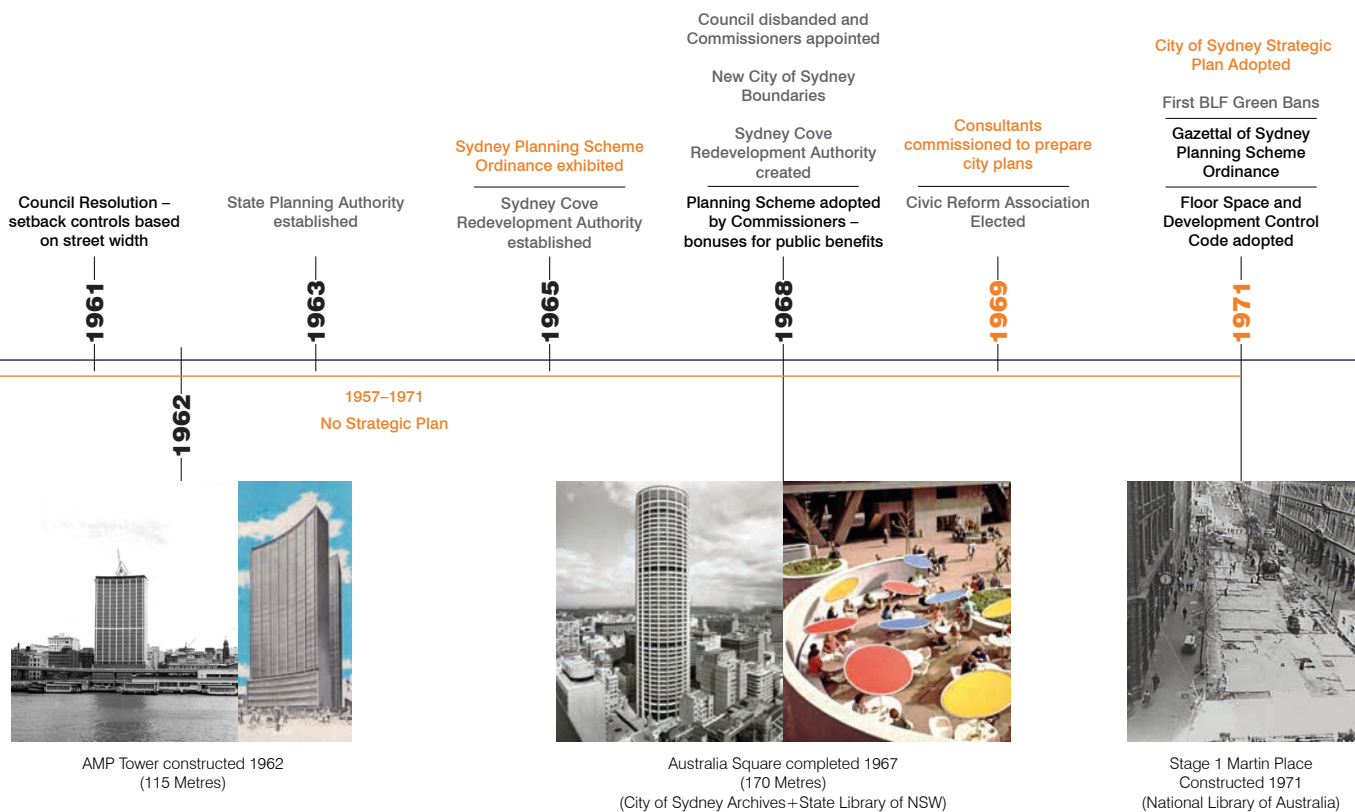 Council Resolution –
setback controls based
on street width
1961
1962
State Planning Authority
established
1963
Sydney Planning Scheme
Ordinance exhibited
Sydney Cove
Redevelopment Authority
established
1965
Council disbanded and
Commissioners appointed
New City of Sydney
Boundaries
Sydney Cove
Redevelopment Authority
created
Planning Scheme adopted
by Commissioners –
bonuses for public benefits
1968
Consultants
commissioned to prepare
city plans
Civic Reform Association
Elected
1969
City of Sydney Strategic
Plan Adopted
First BLF Green Bans
Gazettal of Sydney
Planning Scheme
Ordinance
Floor Space and
Development Control
Code adopted
1971
1957–1971
No Strategic Plan
AMP Tower constructed 1962
(115 Metres)
Australia Square completed 1967
(170 Metres)
(City of Sydney Archives+State Library of NSW)
Stage 1 Martin Place
Constructed 1971
(National Library of Australia)